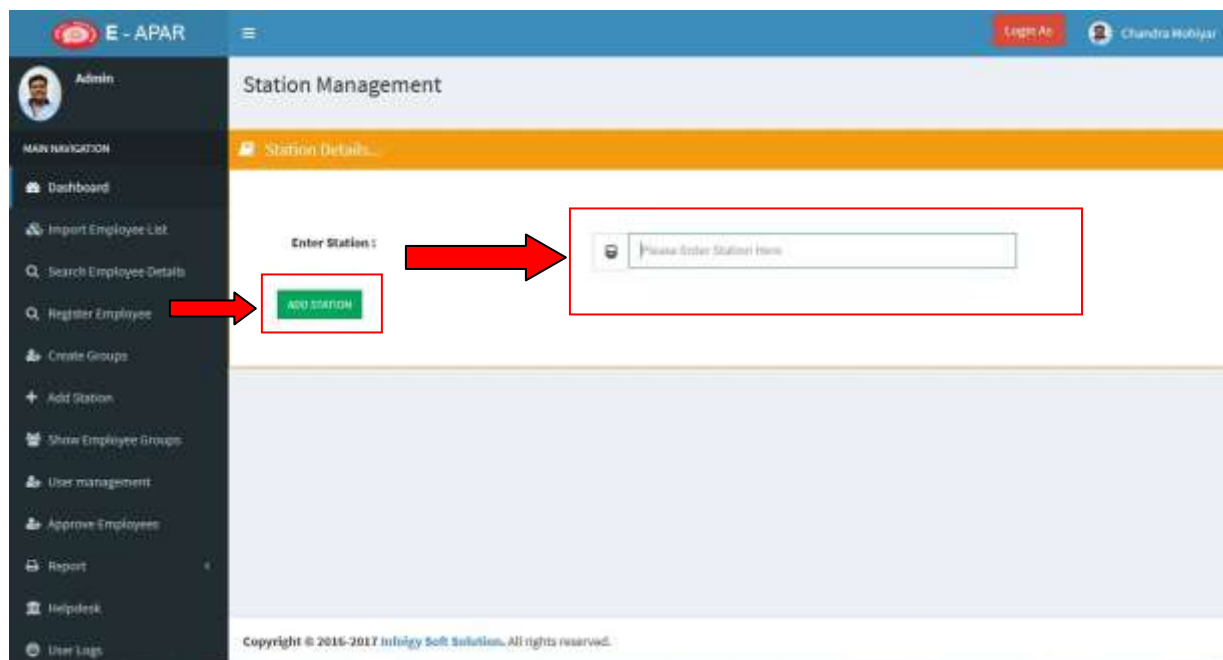 E - APAR
Login As
Chandra Mohiyar
Admin
Station Management
MAIN NAVIGATION
Station Details...
Dashboard
Import Employee List
Enter Station :
Please Enter Station Here
Search Employee Details
ADD STATION
Register Employee
Create Groups
Add Station
Show Employee Groups
User management
Approve Employees
Report
Helpdesk
User Logs
Copyright © 2016-2017 Infoigy Soft Solution. All rights reserved.